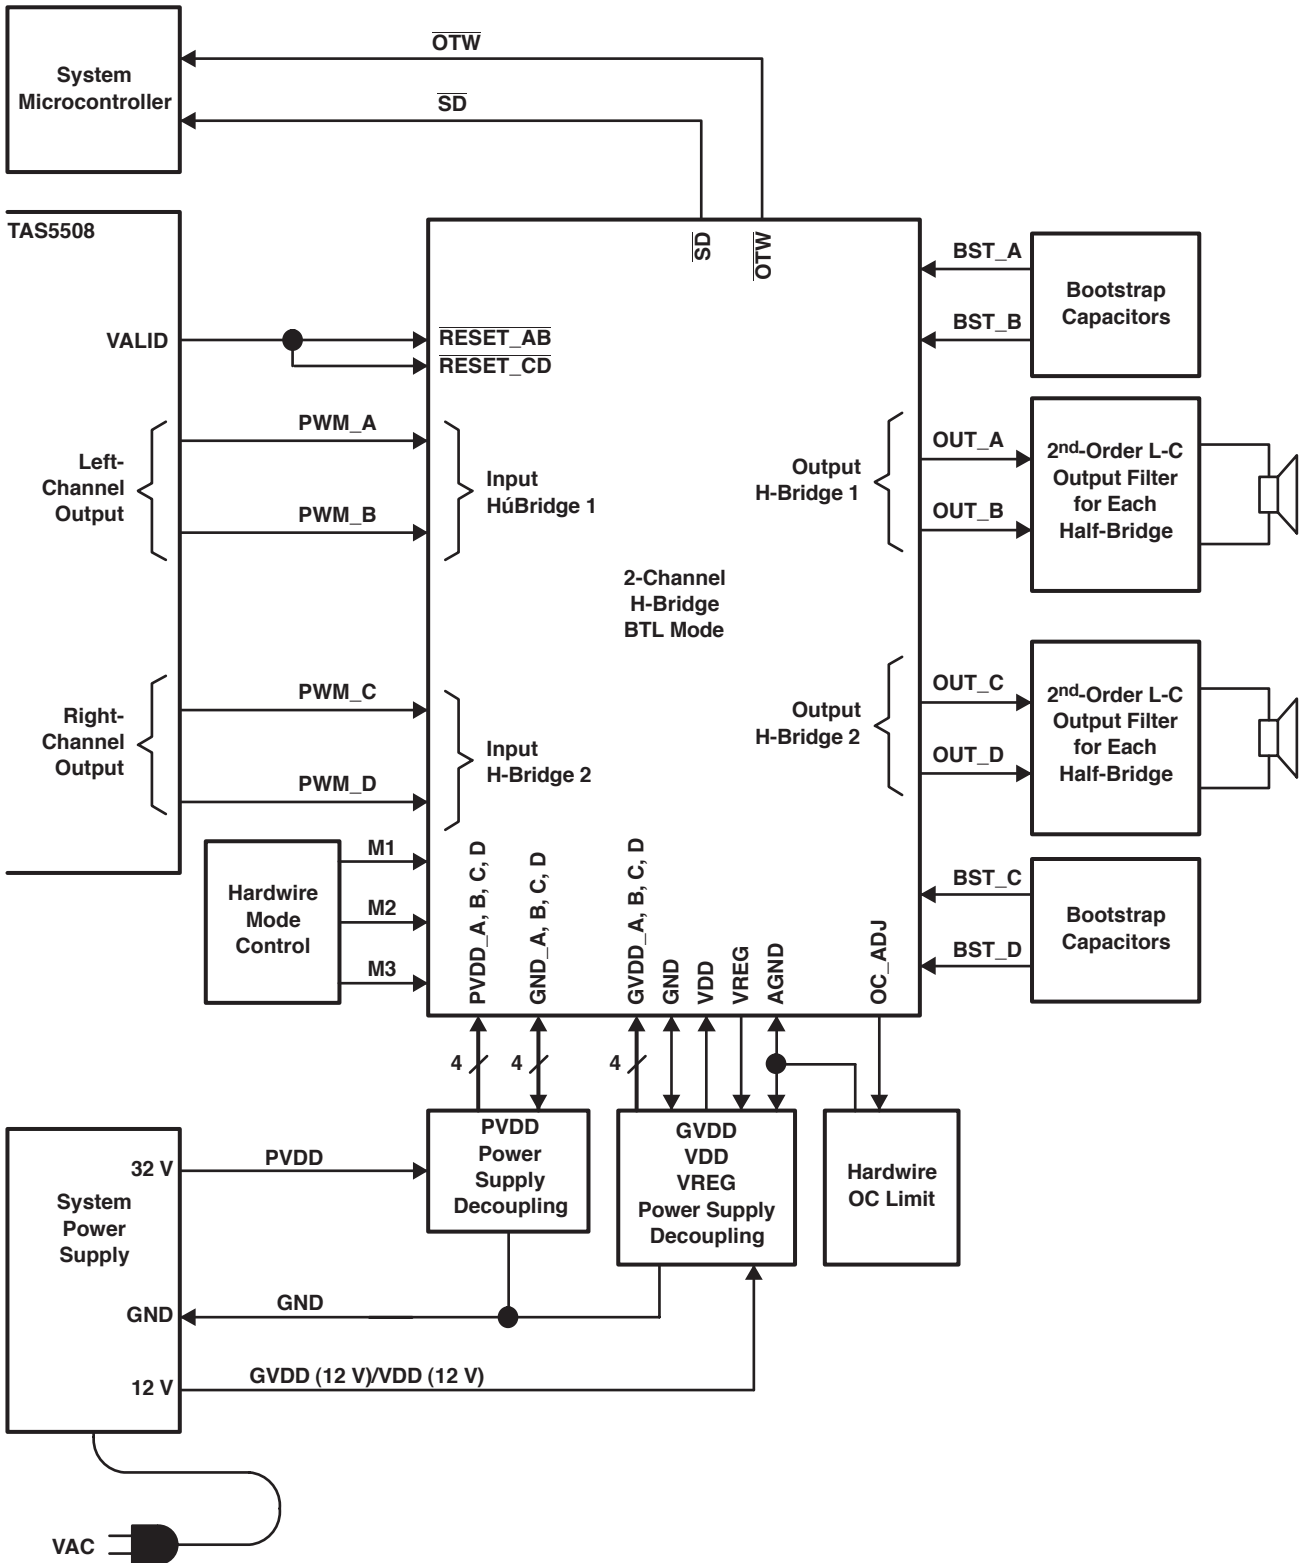 OTW
System
Microcontroller
SD
TAS5508
SD
OTW
BST_A
Bootstrap
Capacitors
BST_B
VALID
RESET_AB
RESET_CD
PWM_A
Left-
Channel
Output
PWM_B
Input
HúBridge 1
Output
H-Bridge 1
OUT_A
OUT_B
2nd-Order L-C
Output Filter
for Each
Half-Bridge
2-Channel
H-Bridge
BTL Mode
PWM_C
Right-
Channel
Output
PWM_D
Input
H-Bridge 2
Output
H-Bridge 2
OUT_C
OUT_D
2nd-Order L-C
Output Filter
for Each
Half-Bridge
Hardwire
Mode
Control
M1
M2
M3
PVDD_A, B, C, D
GND_A, B, C, D
GVDD_A, B, C, D
GND
VDD
VREG
AGND
OC_ADJ
BST_C
Bootstrap
Capacitors
BST_D
4
4
4
PVDD
Power
Supply
Decoupling
GVDD
VDD
VREG
Power Supply
Decoupling
Hardwire
OC Limit
32 V
PVDD
System
Power
Supply
GND
GND
12 V
GVDD (12 V)/VDD (12 V)
VAC